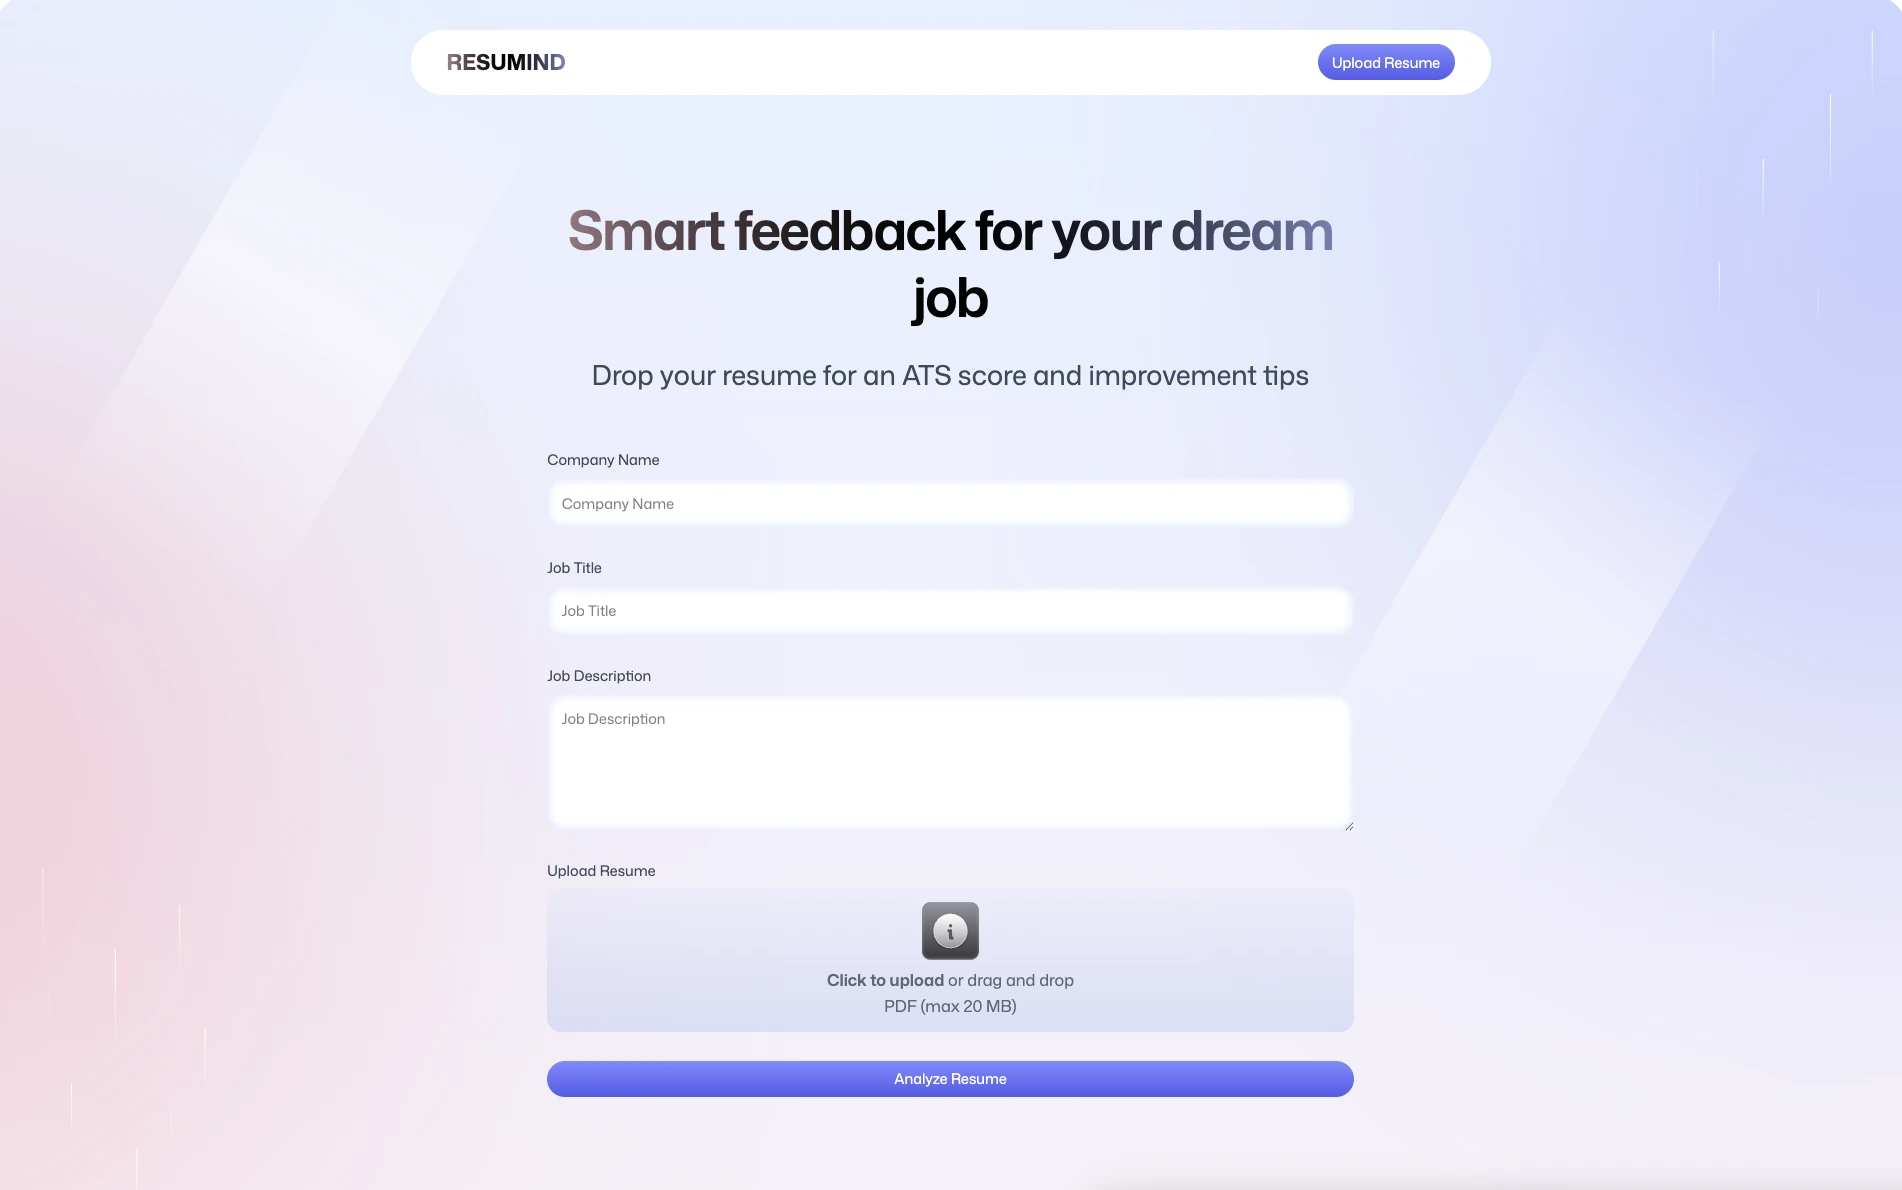 RESUMIND
Upload Resume
Smart feedback for your dream
job
Drop your resume for an ATS score and improvement tips
Company Name
Company Name
Job Title
Job Title
Job Description
Job Description
Upload Resume
i
Click to upload or drag and drop
PDF (max 20 MB)
Analyze Resume